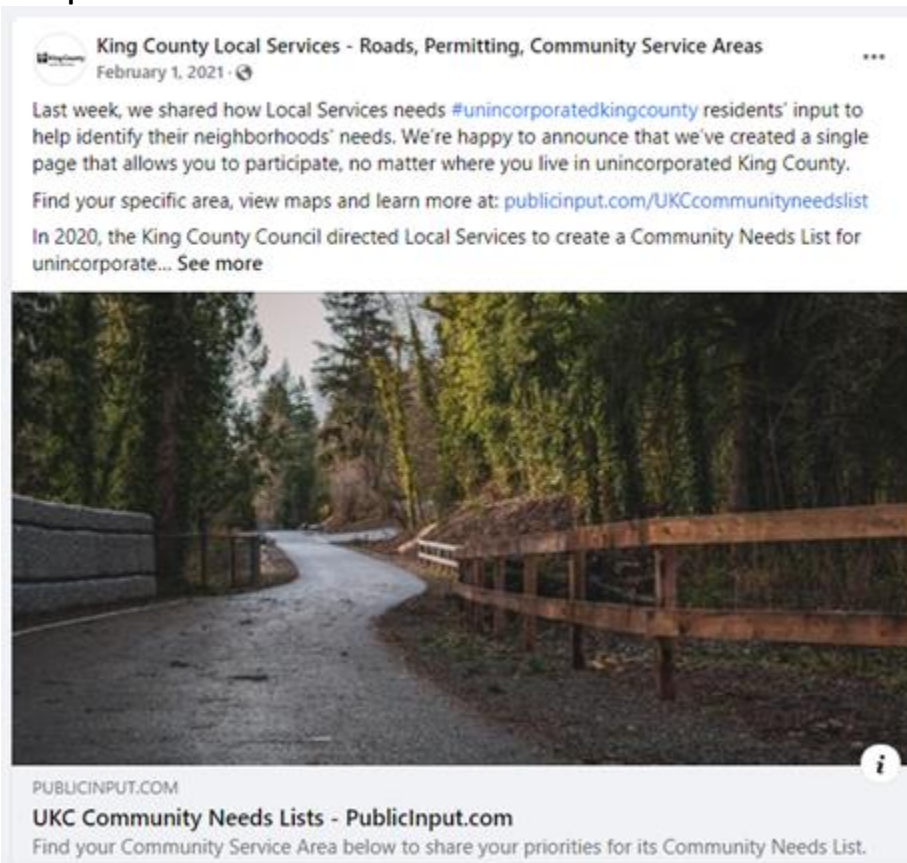 King County Local Services - Roads, Permitting, Community Service Areas
February 1, 2021 ·
Last week, we shared how Local Services needs #unincorporatedkingcounty residents' input to
help identify their neighborhoods' needs. We're happy to announce that we've created a single
page that allows you to participate, no matter where you live in unincorporated King County.
Find your specific area, view maps and learn more at: publicinput.com/UKCcommunityneedslist
In 2020, the King County Council directed Local Services to create a Community Needs List for
unincorporate... See more
PUBLICINPUT.COM
UKC Community Needs Lists - PublicInput.com
Find your Community Service Area below to share your priorities for its Community Needs List.